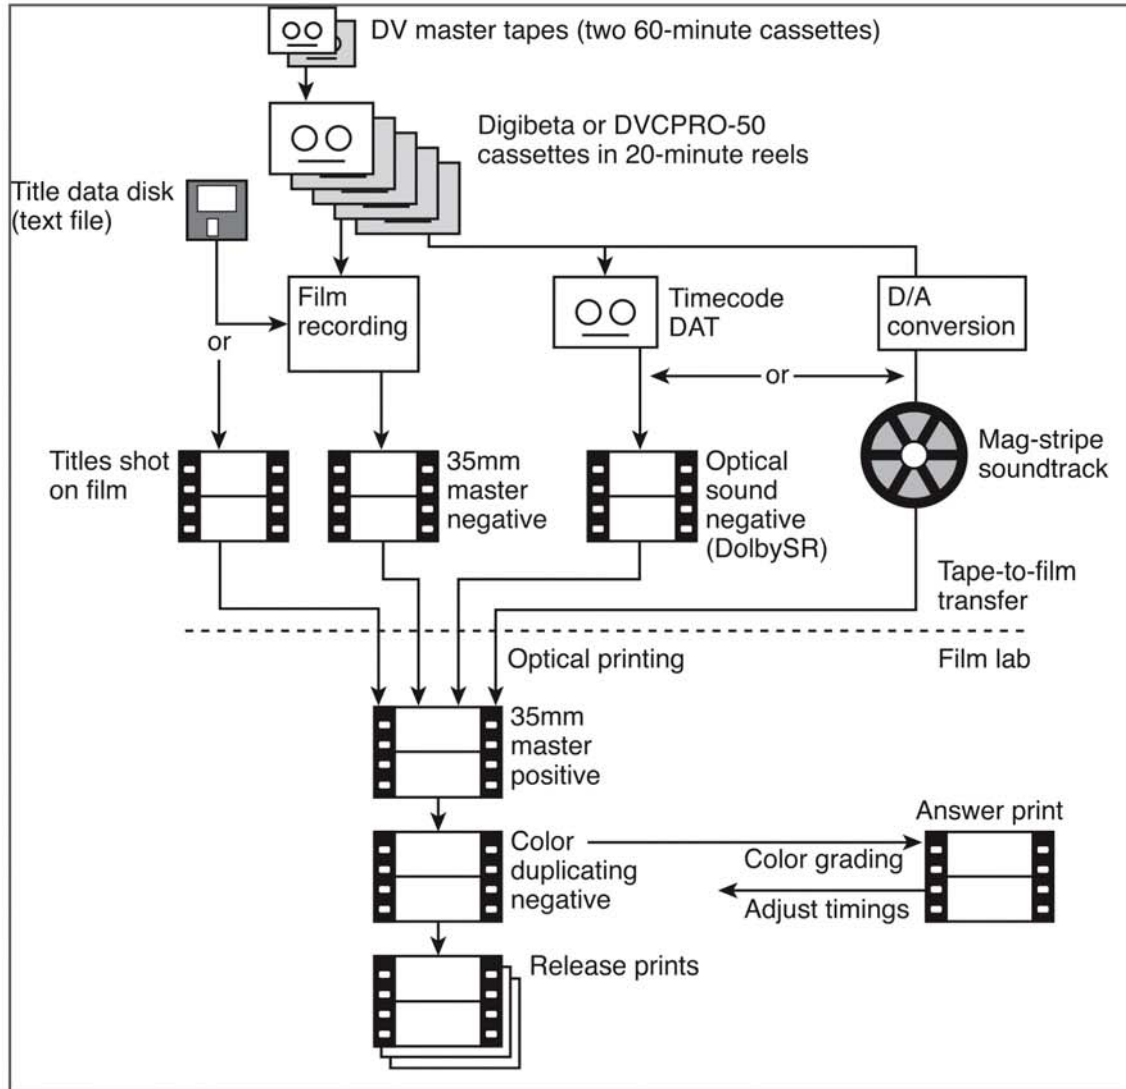 DV master tapes (two 60-minute cassettes)
Digibeta or DVCPRO-50
cassettes in 20-minute reels
Title data disk
(text file)
Film
recording
Timecode
DAT
D/A
conversion
or
or
Titles shot
on film
35mm
master
negative
Optical
sound
negative
(DolbySR)
Mag-stripe
soundtrack
Tape-to-film
transfer
Optical printing
Film lab
35mm
master
positive
Answer print
Color
duplicating
negative
Color grading
Adjust timings
Release prints